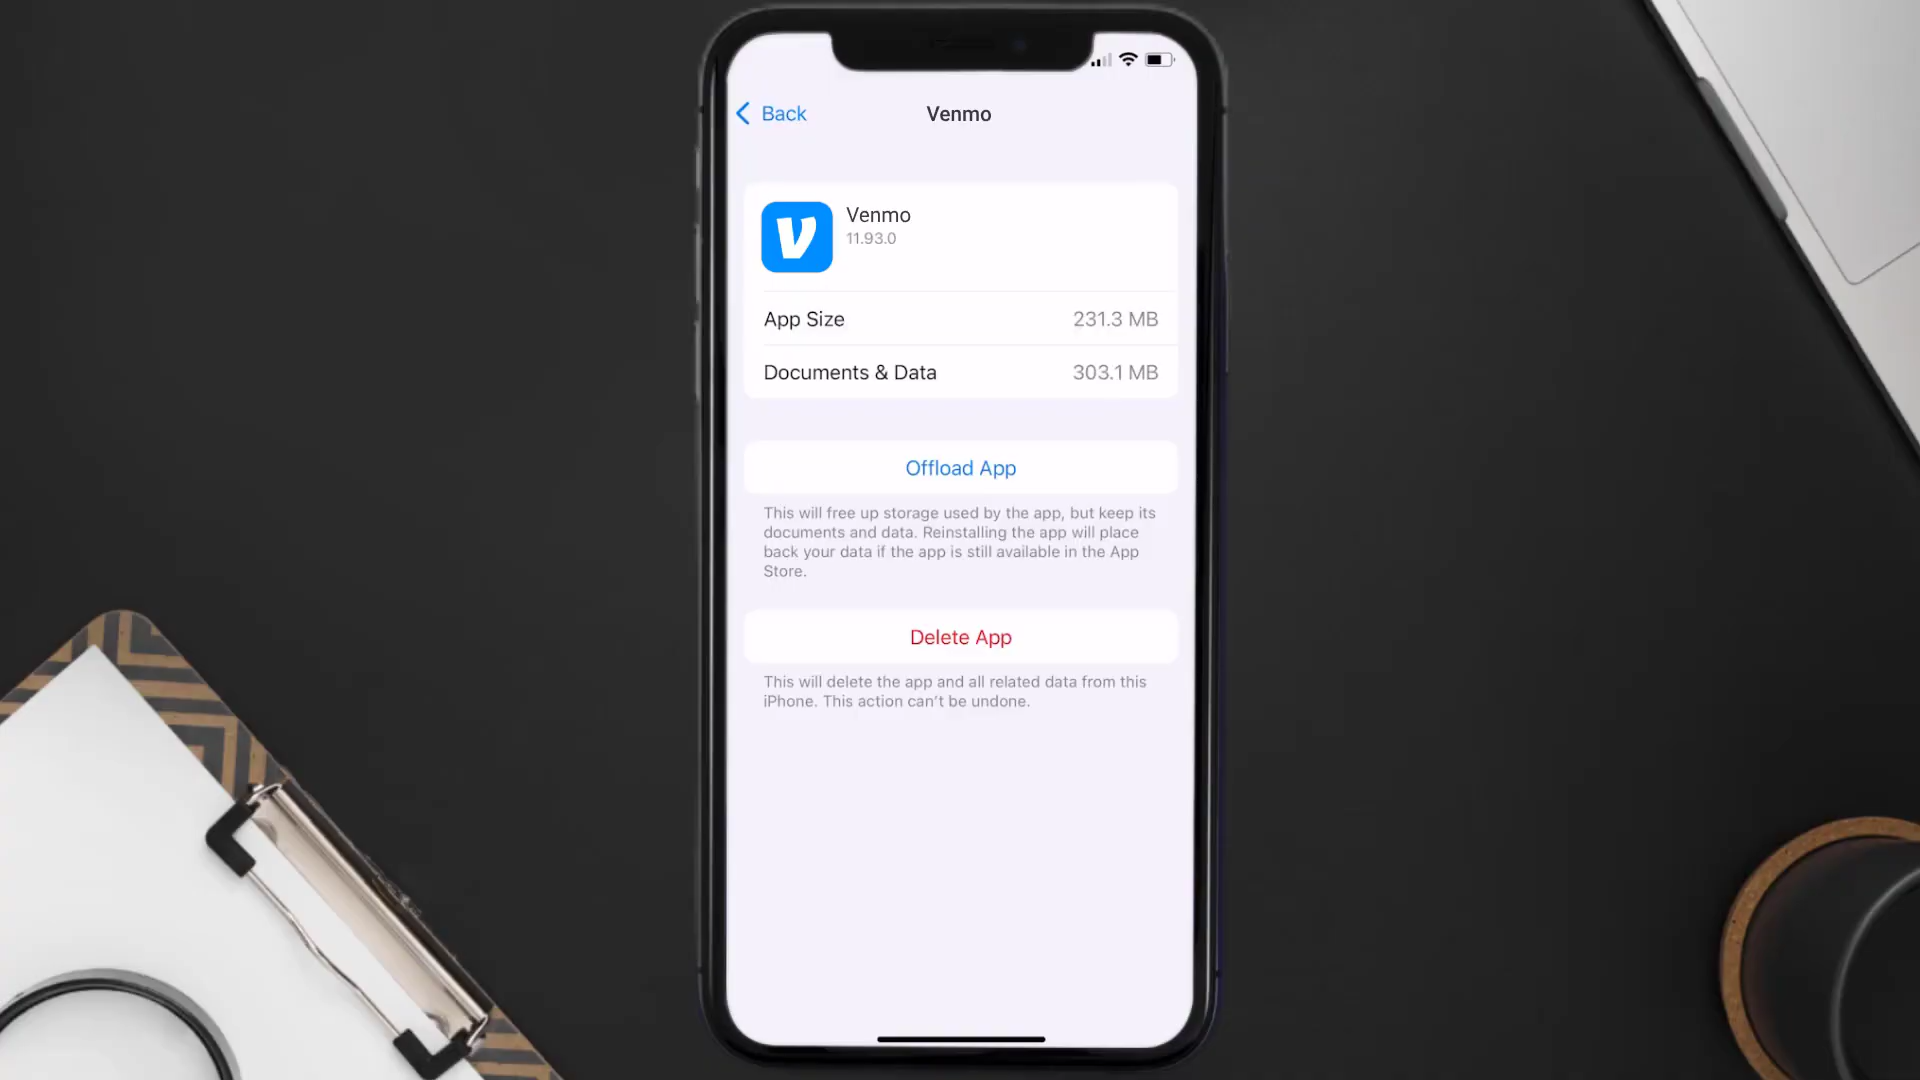 Back
Venmo
Venmo
11.93.0
App Size 231.3 MB
Documents & Data 303.1 MB
Offload App
This will free up storage used by the app, but keep its
documents and data. Reinstalling the app will place
back your data if the app is still available in the App
Store.
Delete App
This will delete the app and all related data from this
iPhone. This action can’t be undone.